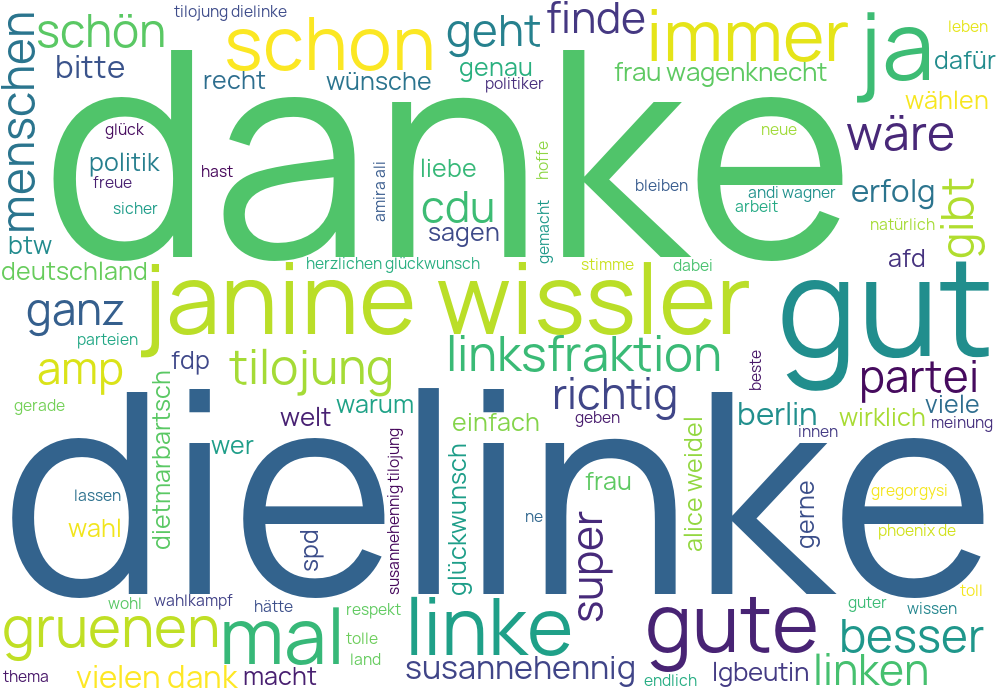 tilojung dielinke
schön
schon
geht
finde
immer
ja
leben
menschen
bitte
recht
wünsche
genau
politiker
frau wagenknecht
dafür
wählen
danke
glück
politik
freue
hast
sicher
amira ali
liebe
cdu
sagen
hoffe
gemacht
bleiben
neue
andi wagner
arbeit
wäre
erfolg
natürlich
gibt
btw
deutschland
herzlichen glückwunsch
stimme
dabei
afd
ganz
janine wissler
gut
parteien
amp
fdp
tilojung
linksfraktion
beste
partei
richtig
gerade
dietmarbartsch
welt
warum
einfach
geben
berlin
wirklich
viele
innen
meinung
wer
dielinke
lassen
wahl
spd
susannehennig tilojung
glückwunsch
ne
frau
super
alice weidel
gerne
gregorgysi
phoenix de
toll
wohl
wahlkampf
hätte
respekt
guter
wissen
gruenen
mal
tolle
land
linke
gute
besser
thema
vielen dank
macht
susannehennig
endlich
lgbeutin
linken